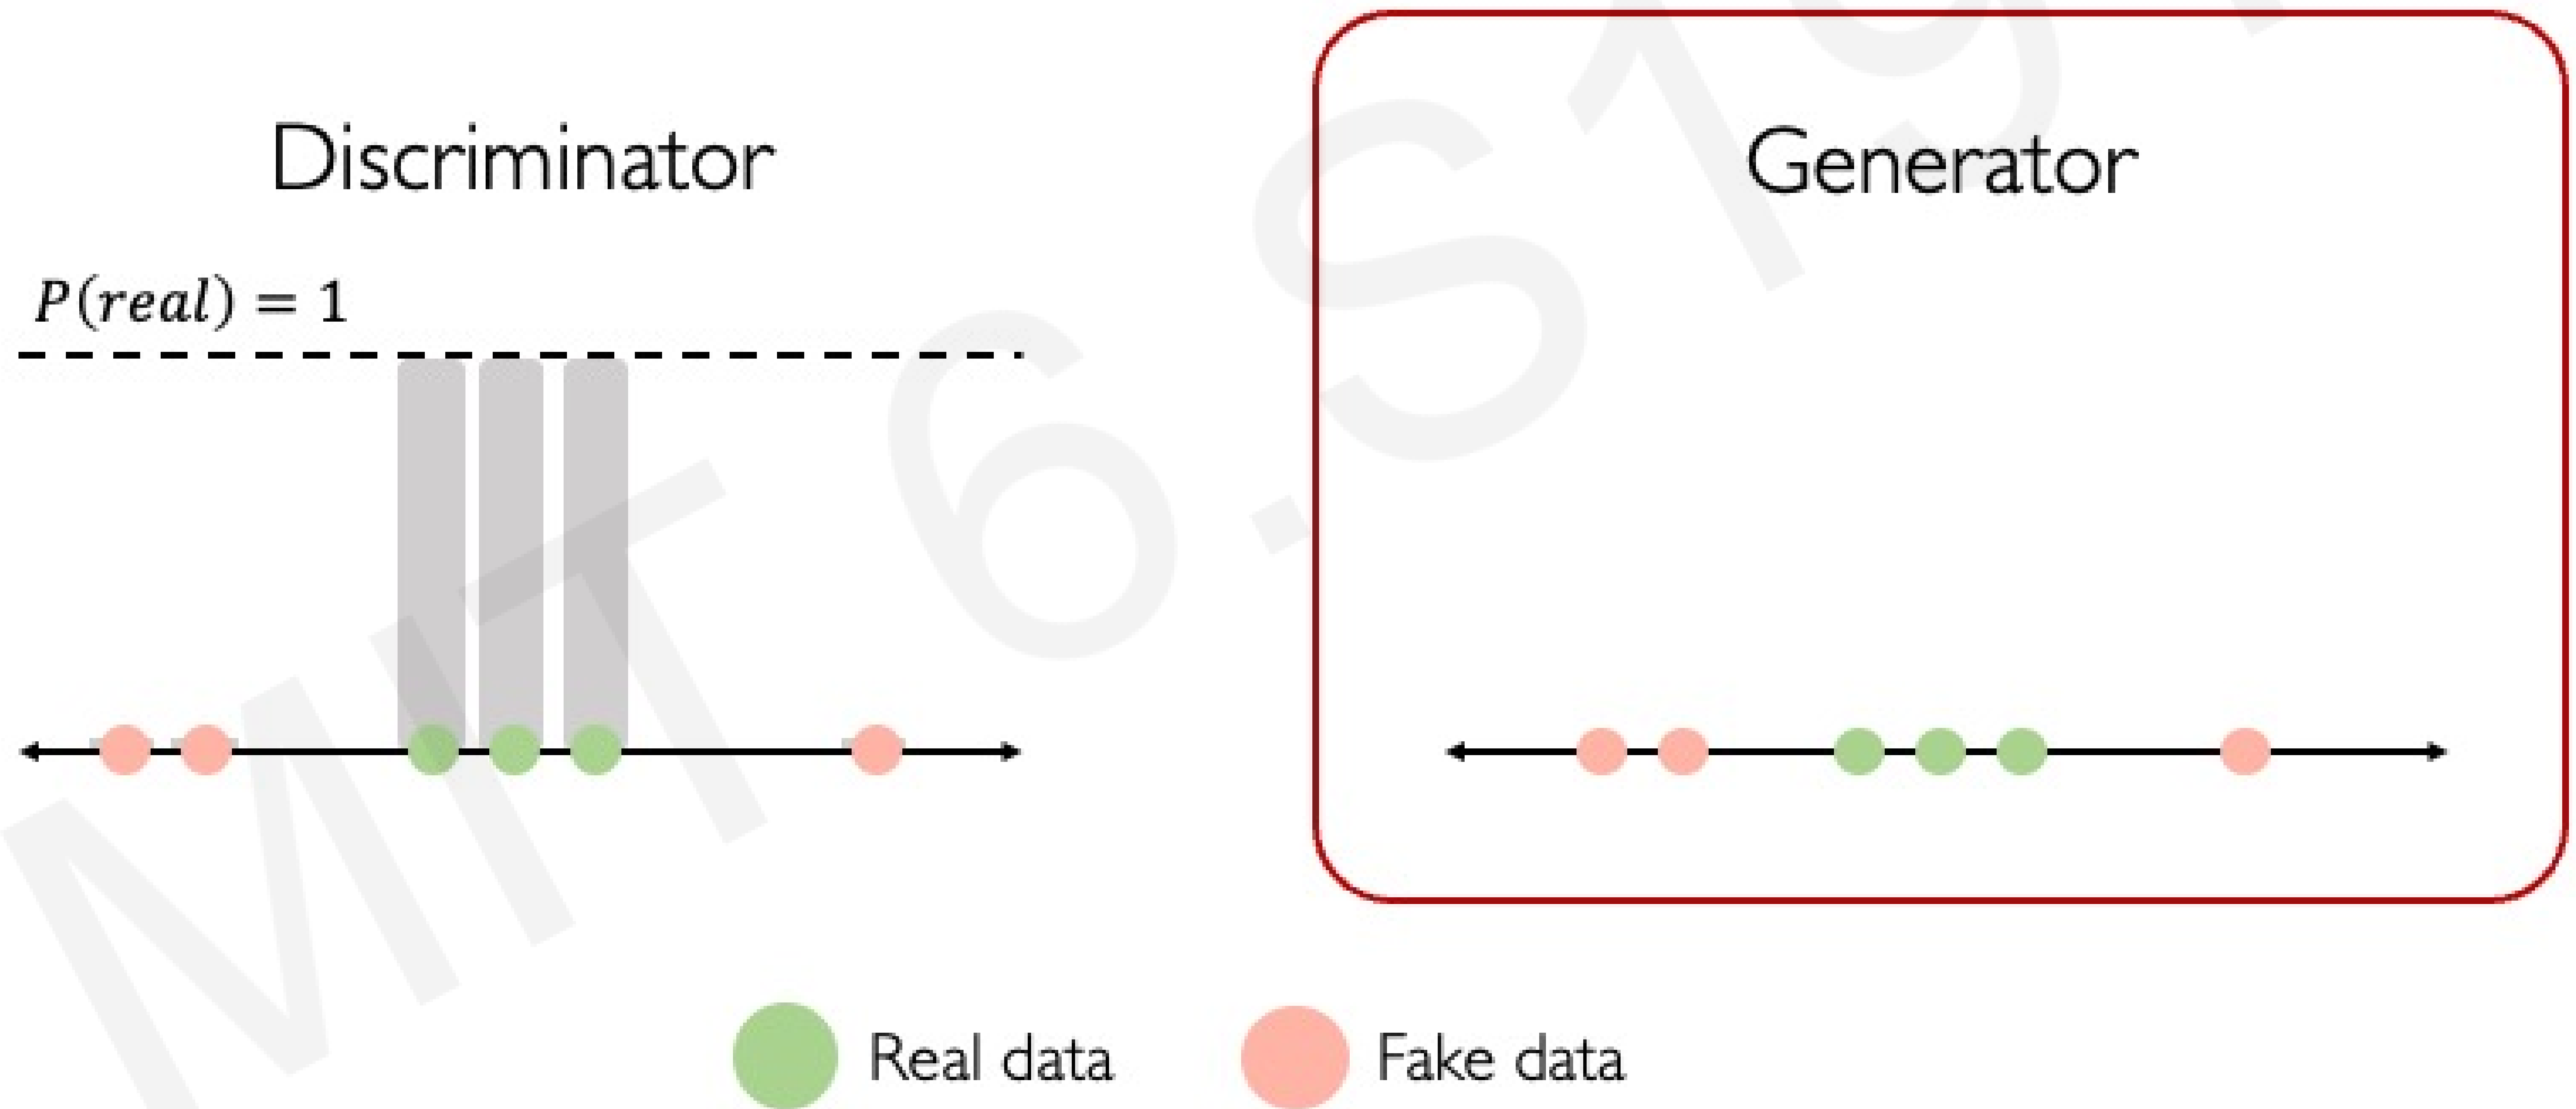 Discriminator
P(real) = 1
Generator
Real data
Fake data
MIT 6.S19